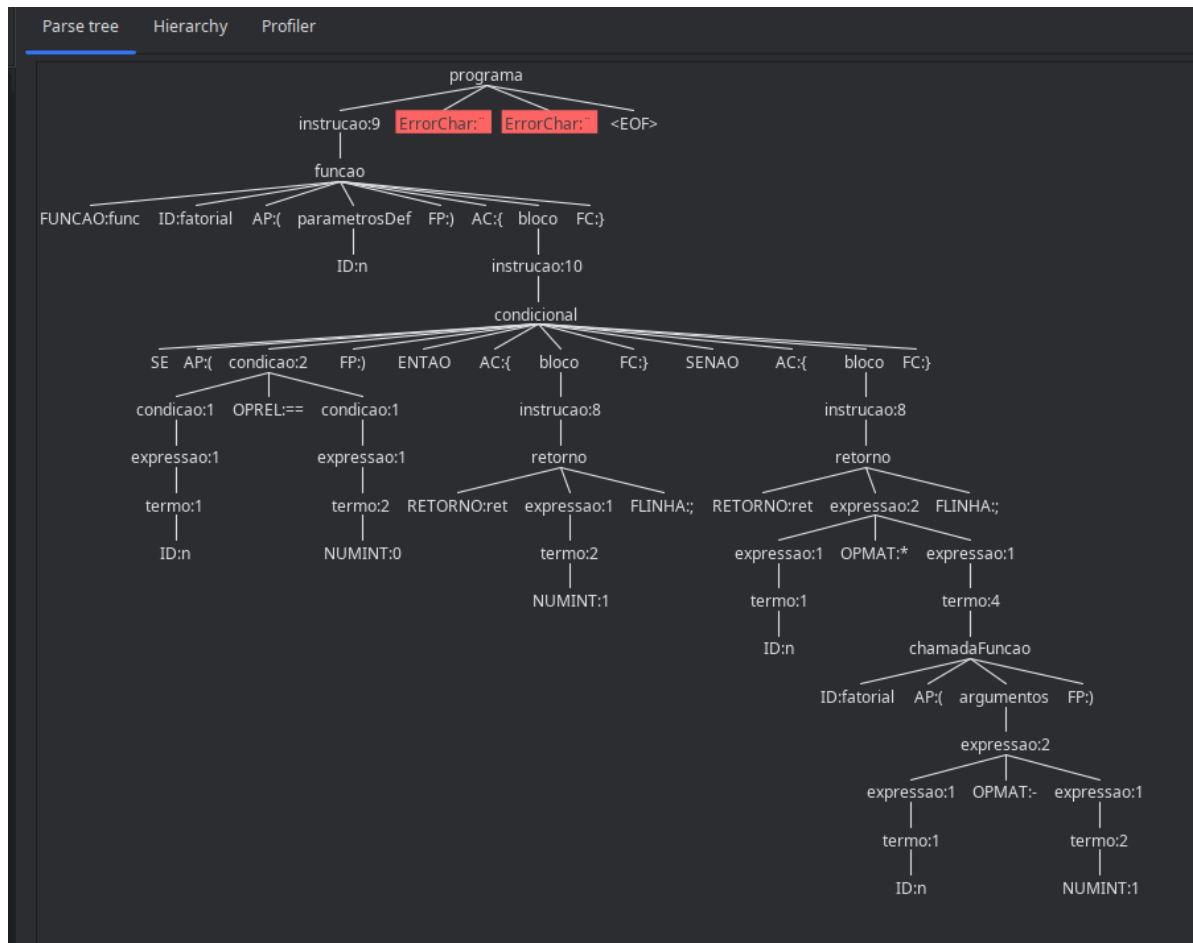 Parse tree Hierarchy Profiler
programa
instrucao:9 ErrorChar:¨ ErrorChar:¨ <EOF>
funcao
FUNCAO:func ID:fatorial AP:( parametrosDef FP:) AC:{ bloco FC:}
ID:n instrucao:10
condicional
SE AP:( condicao:2 FP:) ENTAO AC:{ bloco FC:} SENAO AC:{ bloco FC:}
condicao:1 OPREL:== condicao:1 instrucao:8 instrucao:8
expressao:1 expressao:1 retorno retorno
termo:1 termo:2 RETORNO:ret expressao:1 FLINHA:; RETORNO:ret expressao:2 FLINHA:;
ID:n NUMINT:0 termo:2 expressao:1 OPMAT:* expressao:1
NUMINT:1 termo:1 termo:4
ID:n chamadaFuncao
ID:fatorial AP:( argumentos FP:)
expressao:2
expressao:1 OPMAT:- expressao:1
termo:1 termo:2
ID:n NUMINT:1